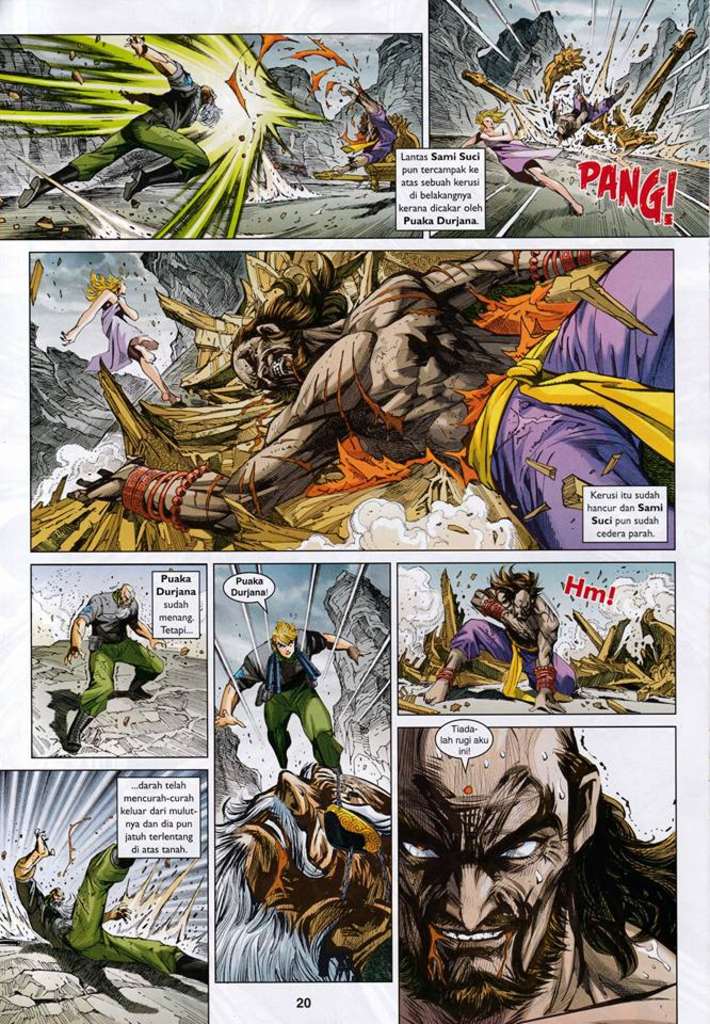 Lantas Sami Suci
pun tercampak ke
atas sebuah kerusi
di belakangnya
kerana dicakar oleh
Puaka Durjana.
PANG!
Kerusi itu sudah
hancur dan Sami
Suci pun sudah
cedera parah.
Puaka
Durjana
sudah
menang.
Tetapi...
Puaka
Durjana!
Hm!
...darah telah
mencurah-curah
keluar dari mulut-
nya dan dia pun
jatuh terlentang
di atas tanah.
Tiada-
lah rugi aku
ini!
20